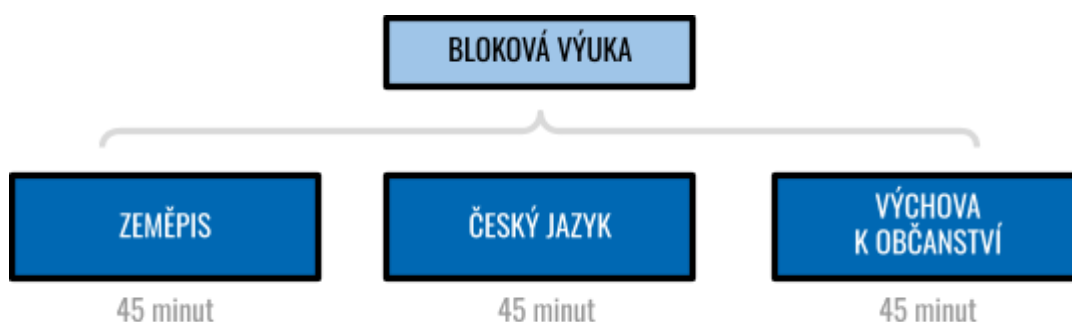 BLOKOVÁ VÝUKA
ZEMĚPIS
ČESKÝ JAZYK
VÝCHOVA
K OBČANSTVÍ
45 minut
45 minut
45 minut